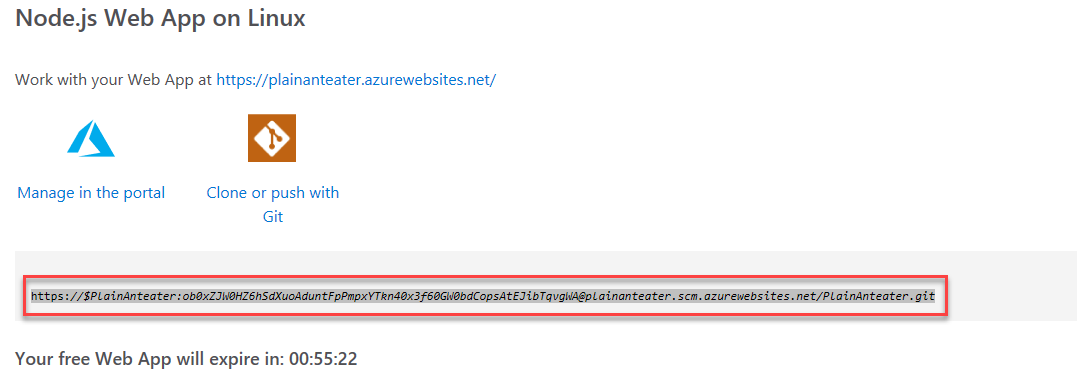 Node.js Web App on Linux
Work with your Web App at https://plainanteater.azurewebsites.net/
Manage in the portal
Clone or push with
Git
https://$PlainAnteater:ob0xZJW0HZ6hSdXuoAduntFpPmpxYTkn40x3f60GW0bdCopsAtEJibTqvgWA@plainanteater.scm.azurewebsites.net/PlainAnteater.git
Your free Web App will expire in: 00:55:22